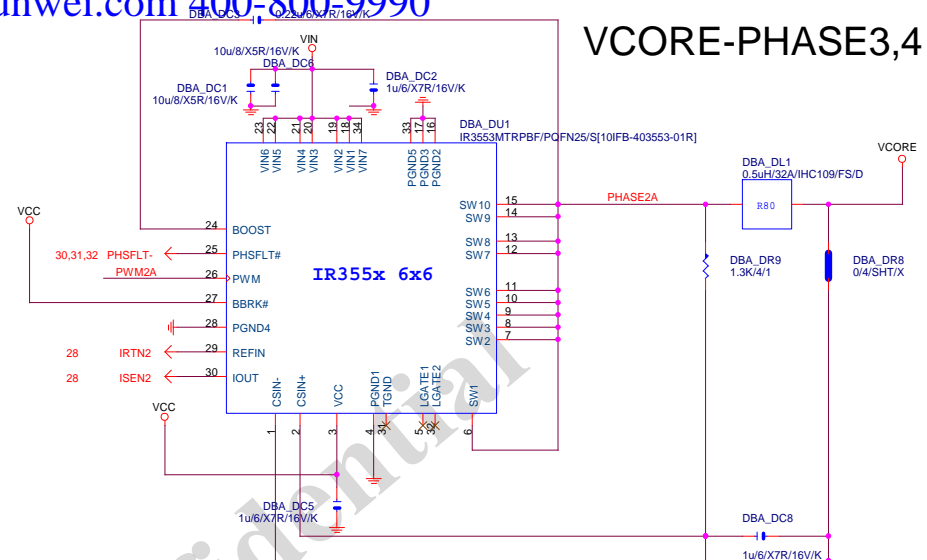 unwei.com 400-800-9990
DBA_DC3
0.22u/6/X7R/16V/K
VCORE-PHASE3,4
VIN
10u/8/X5R/16V/K
DBA_DC6
DBA_DC1
10u/8/X5R/16V/K
DBA_DC2
1u/6/X7R/16V/K
DBA_DU1
IR3553MTRPBF/PQFN25/S[10IFB-403553-01R]
23 22 21 20 19 18 34 33 17 16
VIN6 VIN5 VIN4 VIN3 VIN2 VIN1 VIN7 PGND5 PGND3 PGND2
VCORE
DBA_DL1
0.5uH/32A/IHC109/FS/D
R80
PHASE2A
SW10 15
SW9 14
SW8 13
SW7 12
SW6 11
SW5 10
SW4 9
SW3 8
SW2 7
VCC
24 BOOST
30,31,32 PHSFLT- 25 PHSFLT#
PWM2A 26 PWM
27 BBRK#
28 PGND4
28 IRTN2 29 REFIN
28 ISEN2 30 IOUT
IR355x 6x6
DBA_DR9
1.3K/4/1
DBA_DR8
0/4/SHT/X
CSIN- CSIN+ VCC PGND1 TGND LGATE1 LGATE2 SW1
1 2 3 4 31 5 32 6
VCC
DBA_DC5
1u/6/X7R/16V/K
DBA_DC8
1u/6/X7R/16V/K
fidential